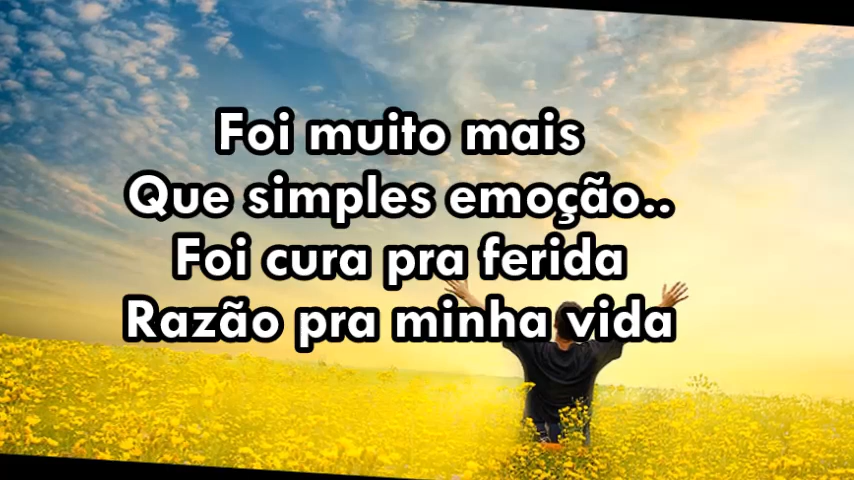 Foi muito mais
Que simples emoção..
Foi cura pra ferida
Razão pra minha vida